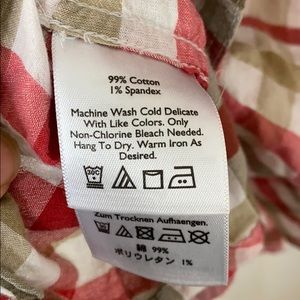 99% Cotton
1% Spandex
Machine Wash Cold Delicate
With Like Colors. Only
Non-Chlorine Bleach Needed.
Hang To Dry. Warm Iron As
Desired.
30C
Zum Trocknen Aufhaengen.
綿 99%
ポリウレタン 1%